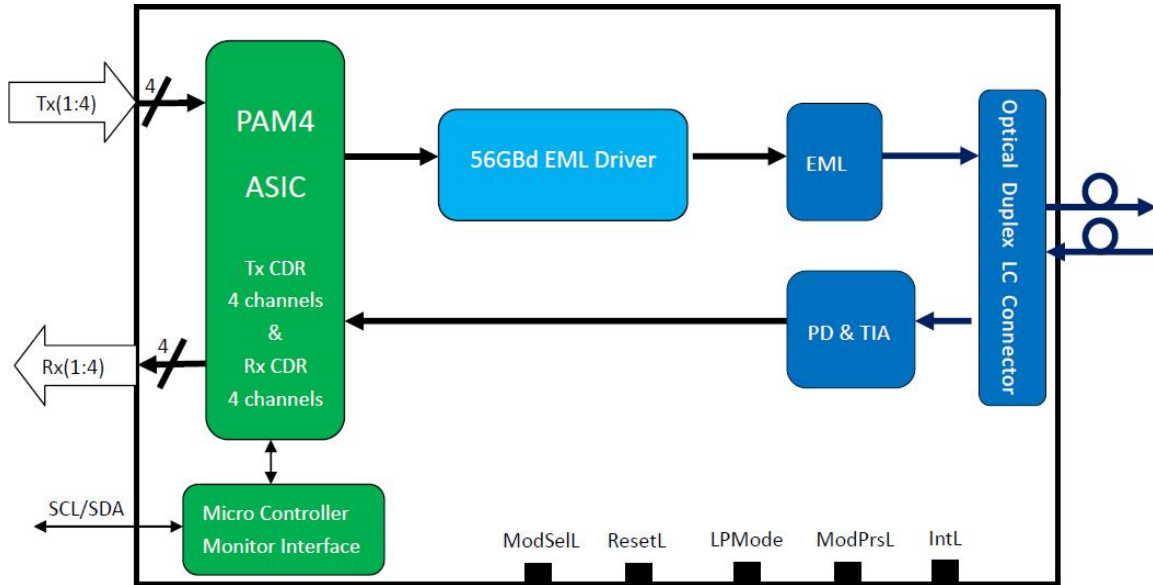 Tx(1:4)
4
PAM4
ASIC
Tx CDR
4 channels
&
Rx CDR
4 channels
56GBd EML Driver
EML
Optical Duplex LC Connector
PD & TIA
4
Rx(1:4)
SCL/SDA
Micro Controller
Monitor Interface
ModSelL
ResetL
LPMode
ModPrsL
IntL